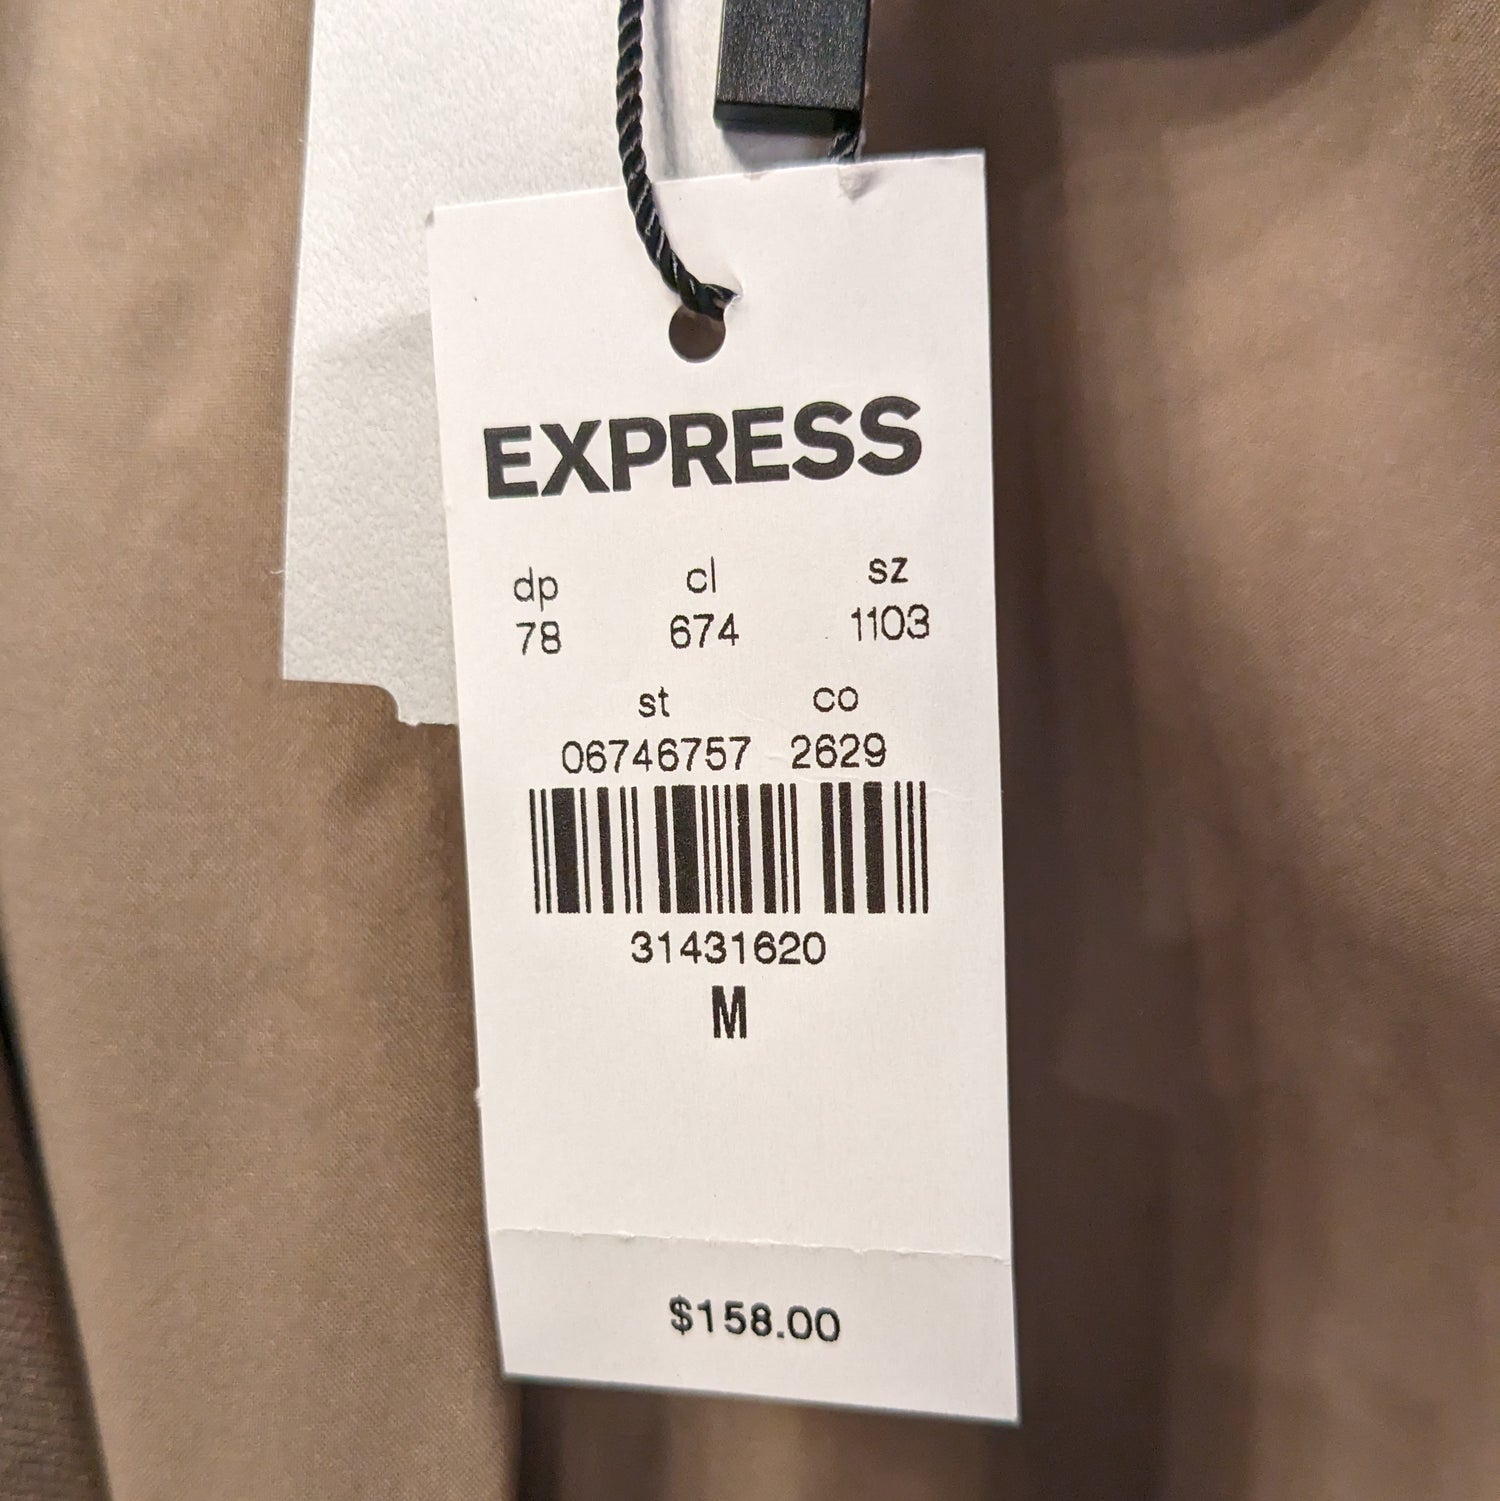 EXPRESS
dp cl sz
78 674 1103
st co
06746757 2629
31431620
M
$158.00